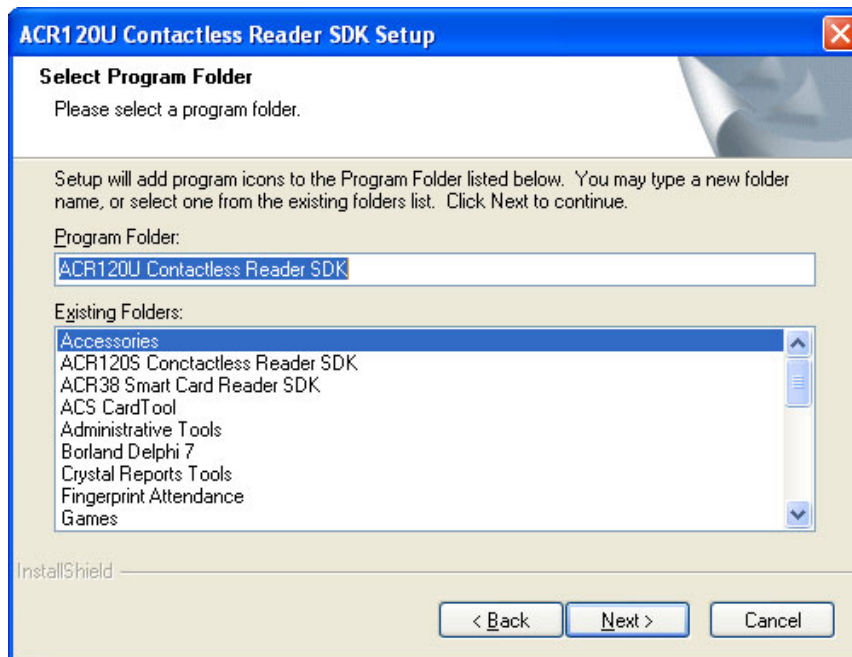 ACR120U Contactless Reader SDK Setup
Select Program Folder
Please select a program folder.
Setup will add program icons to the Program Folder listed below.  You may type a new folder
name, or select one from the existing folders list.  Click Next to continue.
Program Folder:
ACR120U Contactless Reader SDK
Existing Folders:
Accessories
ACR120S Conctactless Reader SDK
ACR38 Smart Card Reader SDK
ACS CardTool
Administrative Tools
Borland Delphi 7
Crystal Reports Tools
Fingerprint Attendance
Games
InstallShield
< Back Next > Cancel